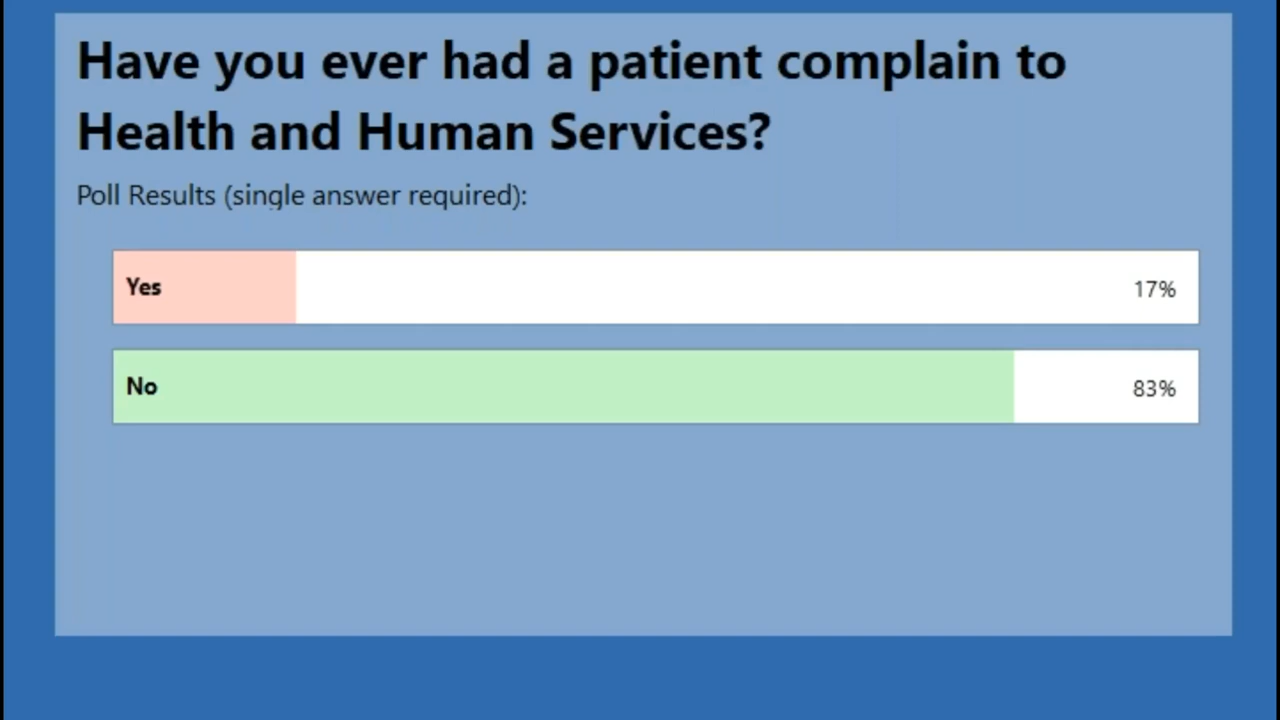 Have you ever had a patient complain to
Health and Human Services?
Poll Results (single answer required):
Yes 17%
No 83%